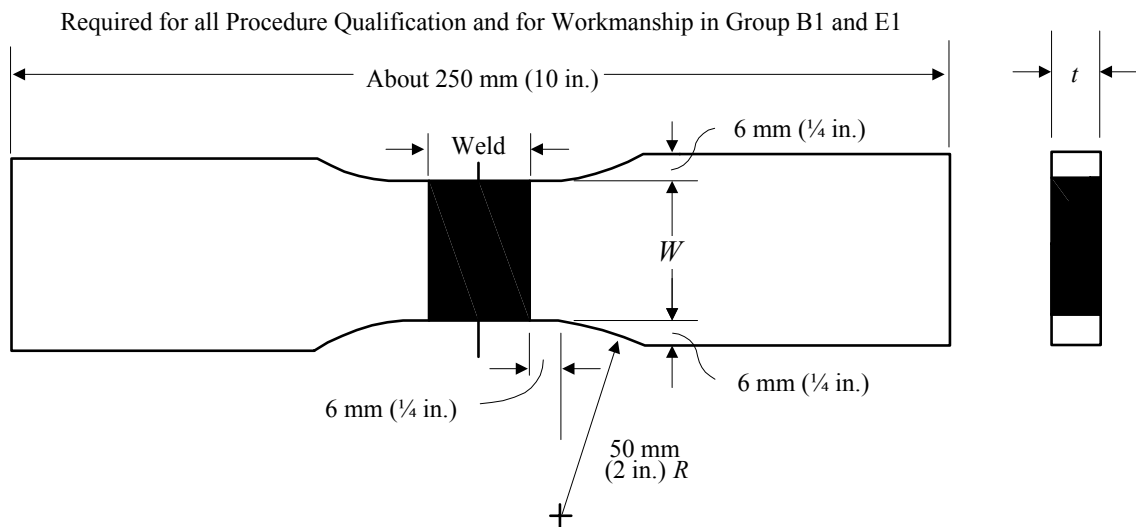 Required for all Procedure Qualification and for Workmanship in Group B1 and E1
About 250 mm (10 in.)
t
6 mm (¼ in.)
Weld
W
6 mm (¼ in.)
6 mm (¼ in.)
50 mm
(2 in.) R